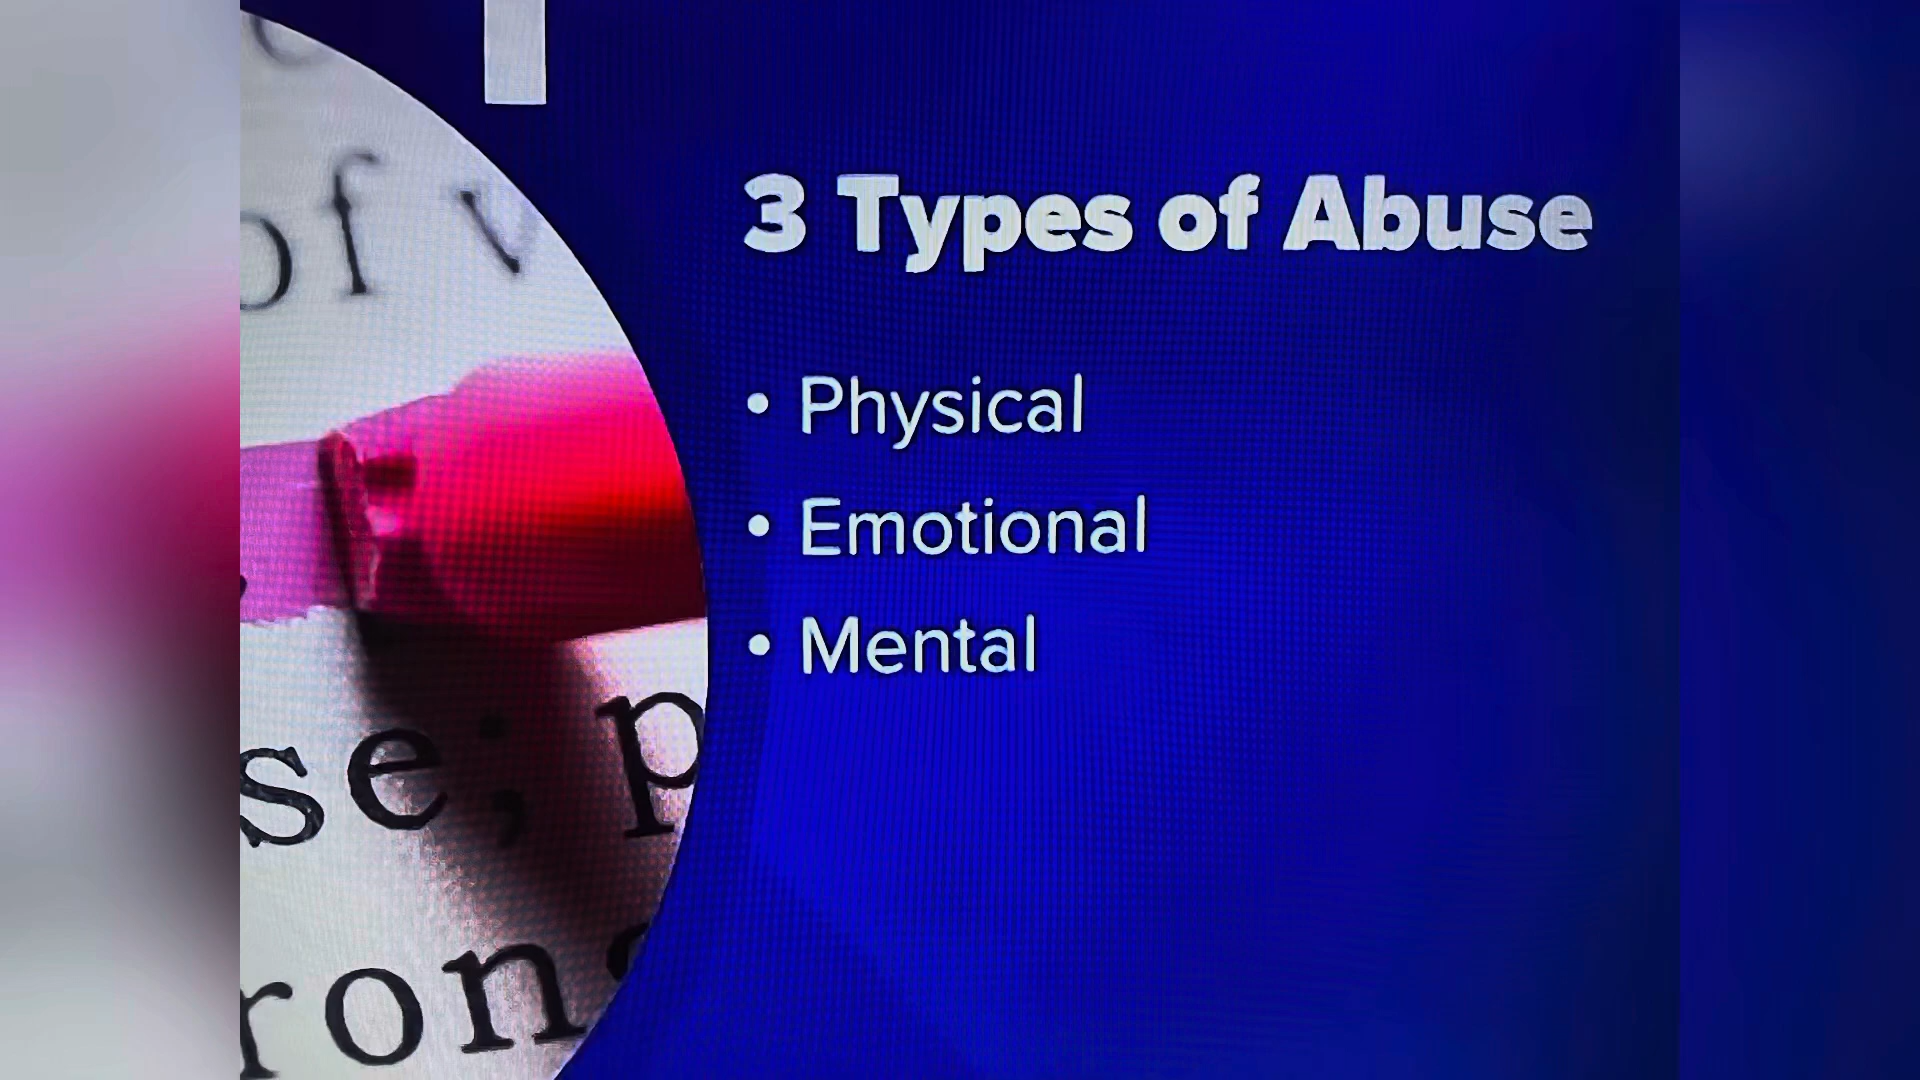 of
3 Types of Abuse
• Physical
• Emotional
• Mental
se; p
ron